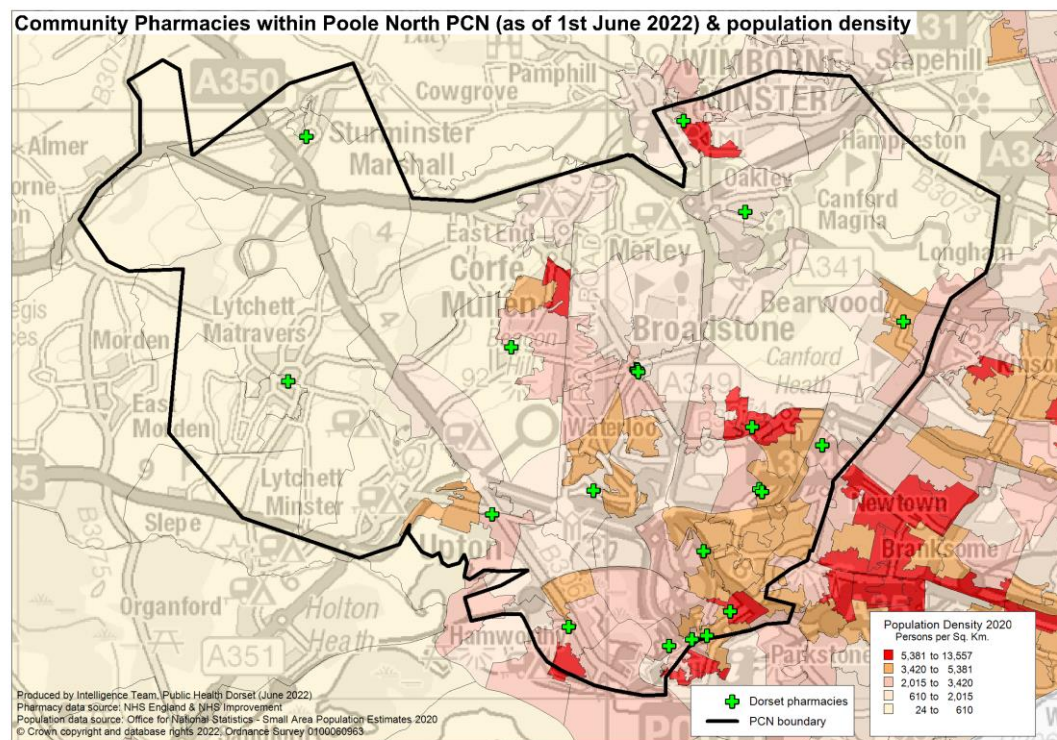 Community Pharmacies within Poole North PCN (as of 1st June 2022) & population density
A31
Lacy
WIMBORNE
MINSTER
Stapehill
A350
Pamphill
Cowgrove
Almer
Sturminster
Marshall
Hampreston
Oakley
Canford
Magna
B3073
Longham
East End
Corfe
Mullen
Merley
A341
Lytchett
Matravers
Bearwood
Morden
Broadstone
Canford
Heath
92
A349
East
Morden
Waterloo
Newtown
Lytchett
Minster
Slepe
Upton
Branksome
Organford
Holton
Heath
Hamworthy
A351
Parkstone
Population Density 2020
Persons per Sq. Km.
5,381 to 13,557
3,420 to 5,381
2,015 to 3,420
610 to 2,015
24 to 610
Dorset pharmacies
PCN boundary
Produced by Intelligence Team, Public Health Dorset (June 2022)
Pharmacy data source: NHS England & NHS Improvement
Population data source: Office for National Statistics - Small Area Population Estimates 2020
© Crown copyright and database rights 2022, Ordnance Survey 0100060963